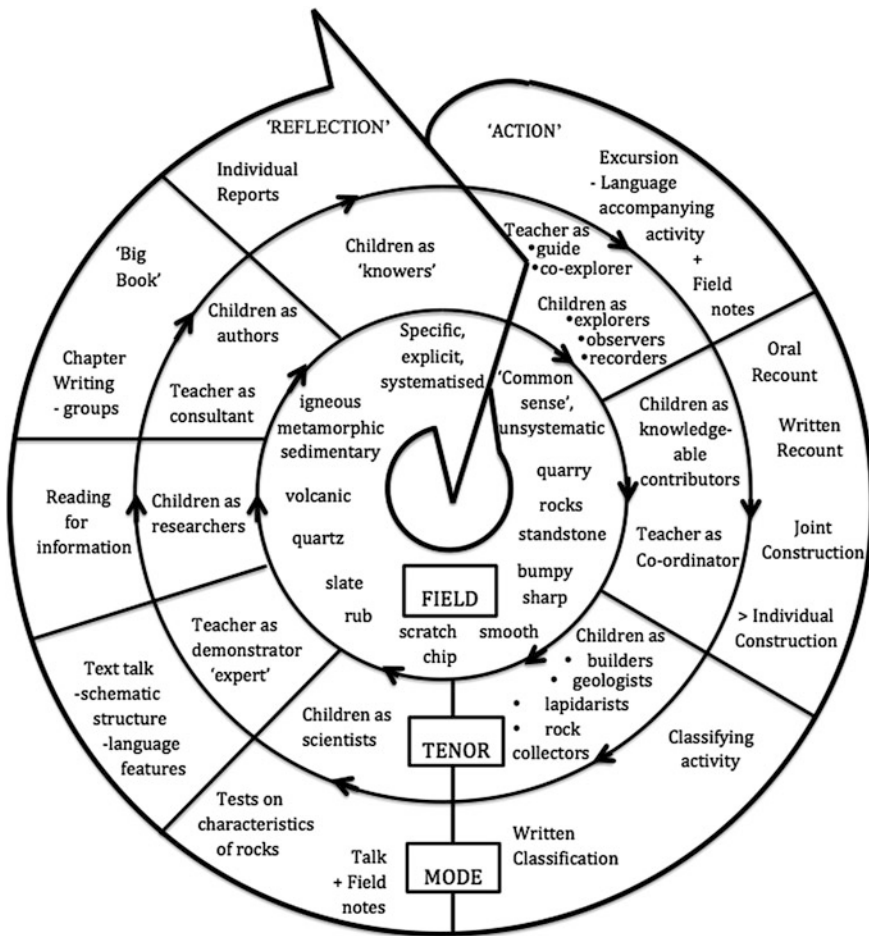 'REFLECTION'
'ACTION'
Individual
Reports
Excursion
- Language
accompanying
activity
+
Field
notes
'Big
Book'
Chapter
Writing
- groups
Oral
Recount
Written
Recount
Joint
Construction
> Individual
Construction
Reading
for
information
Text talk
-schematic
structure
-language
features
Classifying
activity
Tests on
characteristics
of rocks
Talk
+ Field
notes
MODE
Written
Classification
Children as
'knowers'
Teacher as
• guide
• co-explorer
Children as
• explorers
• observers
• recorders
Children as
authors
Teacher as
consultant
Children as
knowledge-
able
contributors
Teacher as
Co-ordinator
Children as
researchers
Teacher as
demonstrator
'expert'
Children as
• builders
• geologists
• lapidarists
• rock
collectors
Children as
scientists
TENOR
Specific,
explicit,
systematised
'Common
sense',
unsystematic
igneous
metamorphic
sedimentary
quarry
volcanic
rocks
quartz
standstone
slate
bumpy
sharp
rub
FIELD
scratch
smooth
chip